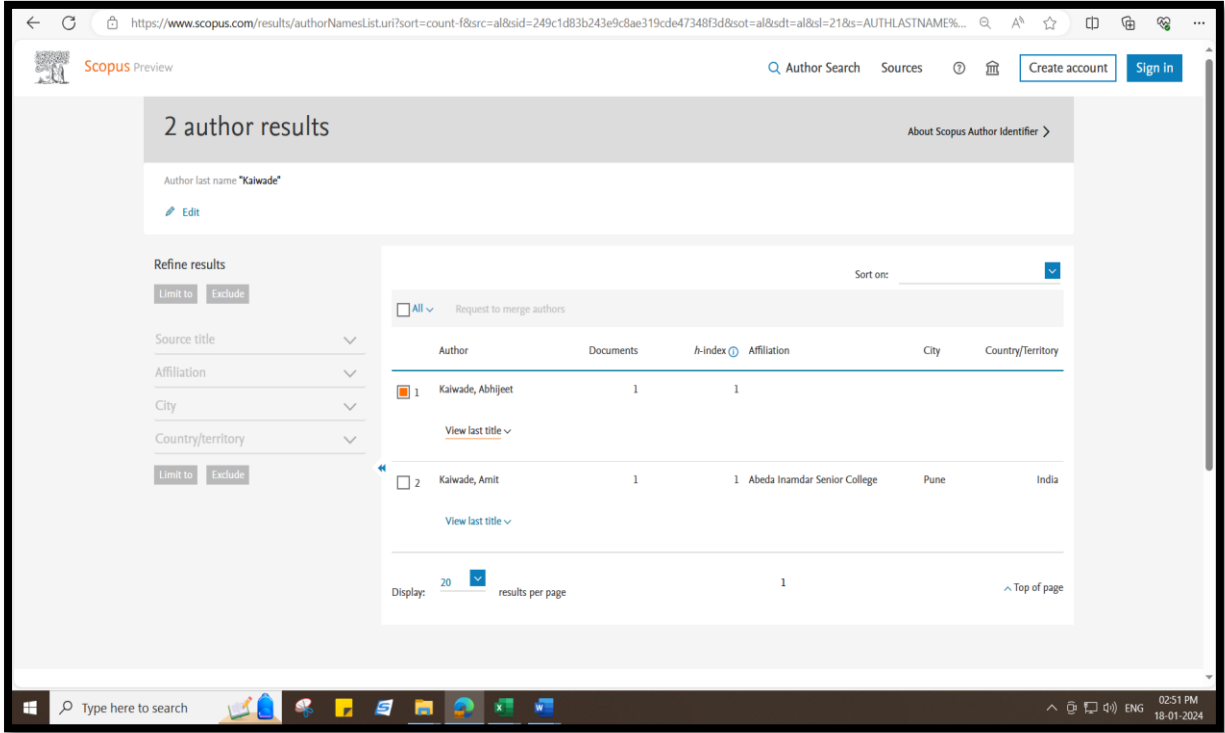 https://www.scopus.com/results/authorNamesList.uri?sort=count-f&src=al&sid=249c1d83b243e9c8ae319cde47348f3d&sot=al&sdt=al&sl=21&s=AUTHLASTNAME%...
Scopus Preview
Author Search Sources Create account Sign in
2 author results
About Scopus Author Identifier
Author last name "Kaiwade"
Edit
Refine results
Limit to Exclude
Source title
Affiliation
City
Country/territory
Limit to Exclude
Sort on:
All Request to merge authors
Author Documents h-index Affiliation City Country/Territory
1 Kaiwade, Abhijeet 1 1
View last title
2 Kaiwade, Amit 1 1 Abeda Inamdar Senior College Pune India
View last title
Display: 20 results per page 1 Top of page
Type here to search
ENG
02:51 PM
18-01-2024